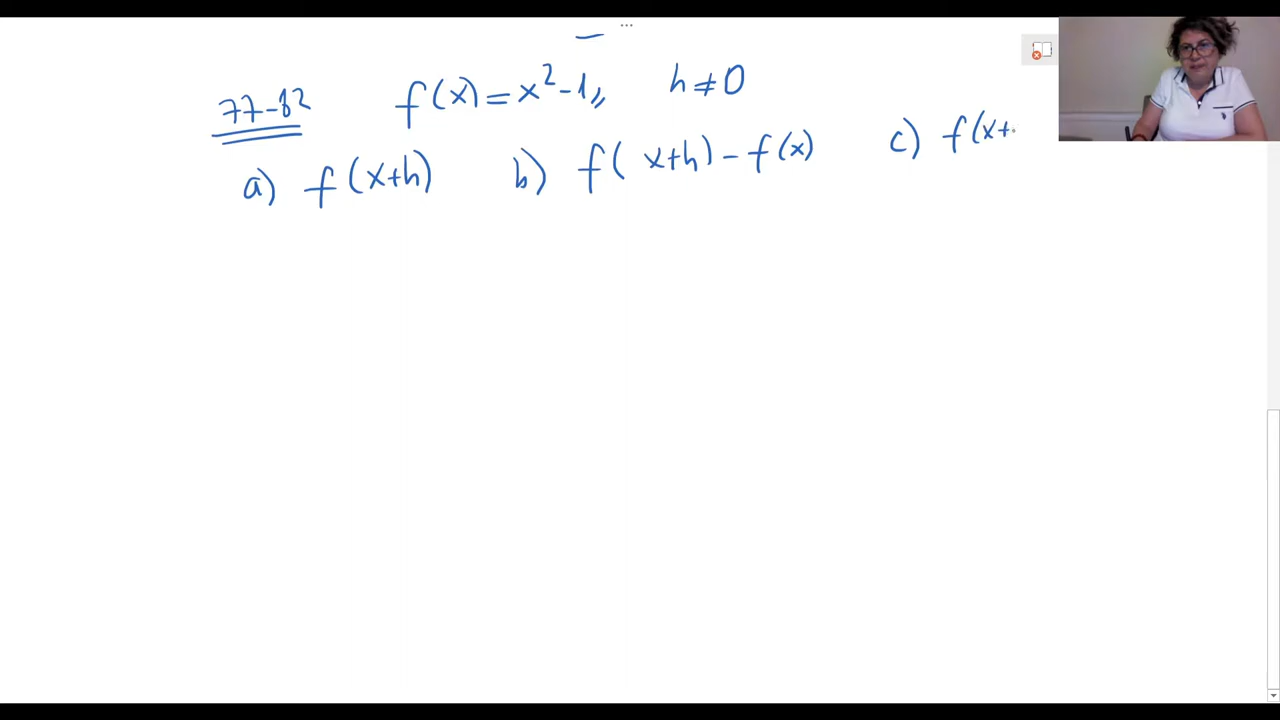 77-82 f(x)=x²-1, h≠0
a) f(x+h) b) f(x+h)-f(x) c) f(x+